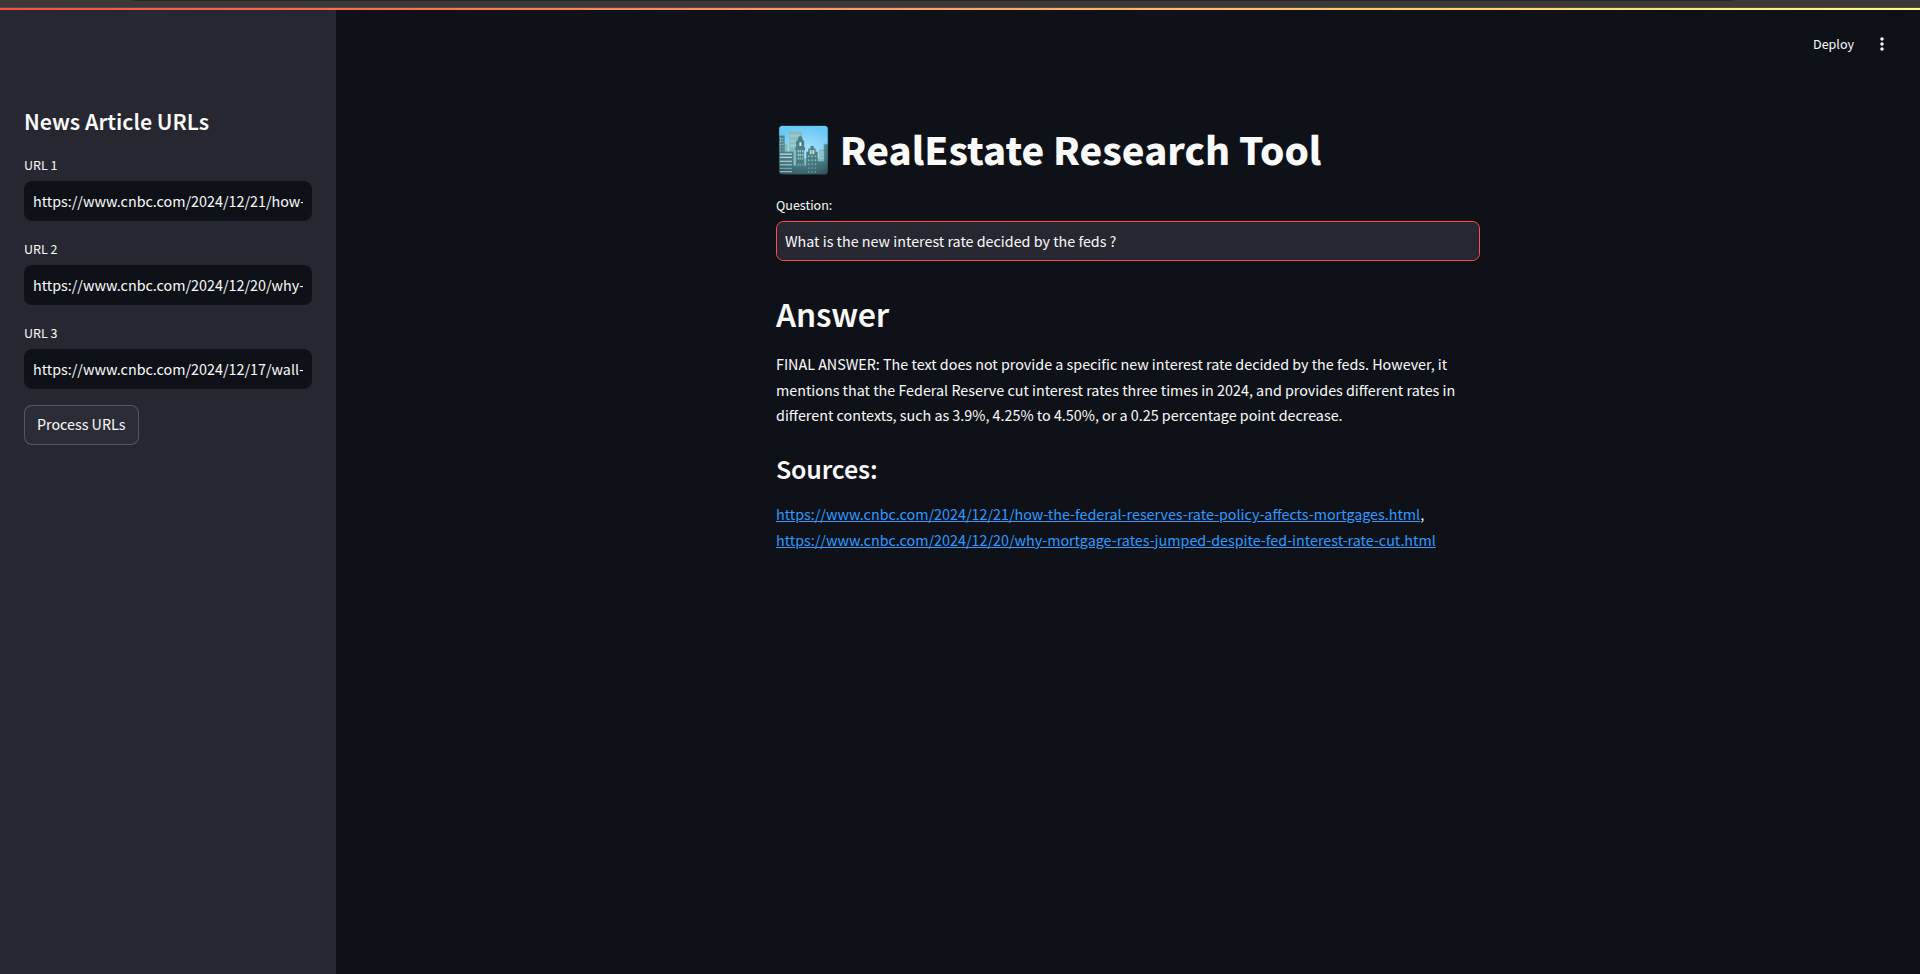 Deploy
News Article URLs
URL 1
https://www.cnbc.com/2024/12/21/how-
URL 2
https://www.cnbc.com/2024/12/20/why-
URL 3
https://www.cnbc.com/2024/12/17/wall-
Process URLs
RealEstate Research Tool
Question:
What is the new interest rate decided by the feds ?
Answer
FINAL ANSWER: The text does not provide a specific new interest rate decided by the feds. However, it
mentions that the Federal Reserve cut interest rates three times in 2024, and provides different rates in
different contexts, such as 3.9%, 4.25% to 4.50%, or a 0.25 percentage point decrease.
Sources:
https://www.cnbc.com/2024/12/21/how-the-federal-reserves-rate-policy-affects-mortgages.html,
https://www.cnbc.com/2024/12/20/why-mortgage-rates-jumped-despite-fed-interest-rate-cut.html